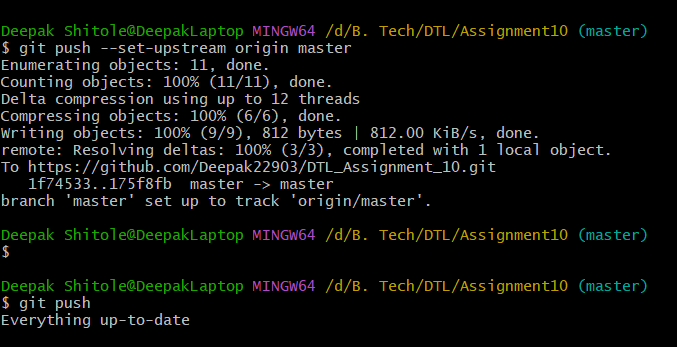 Deepak Shitole@DeepakLaptop MINGW64 /d/B. Tech/DTL/Assignment10 (master)
$ git push --set-upstream origin master
Enumerating objects: 11, done.
Counting objects: 100% (11/11), done.
Delta compression using up to 12 threads
Compressing objects: 100% (6/6), done.
Writing objects: 100% (9/9), 812 bytes | 812.00 KiB/s, done.
remote: Resolving deltas: 100% (3/3), completed with 1 local object.
To https://github.com/Deepak22903/DTL_Assignment_10.git
   1f74533..175f8fb  master -> master
branch 'master' set up to track 'origin/master'.
Deepak Shitole@DeepakLaptop MINGW64 /d/B. Tech/DTL/Assignment10 (master)
$
Deepak Shitole@DeepakLaptop MINGW64 /d/B. Tech/DTL/Assignment10 (master)
$ git push
Everything up-to-date